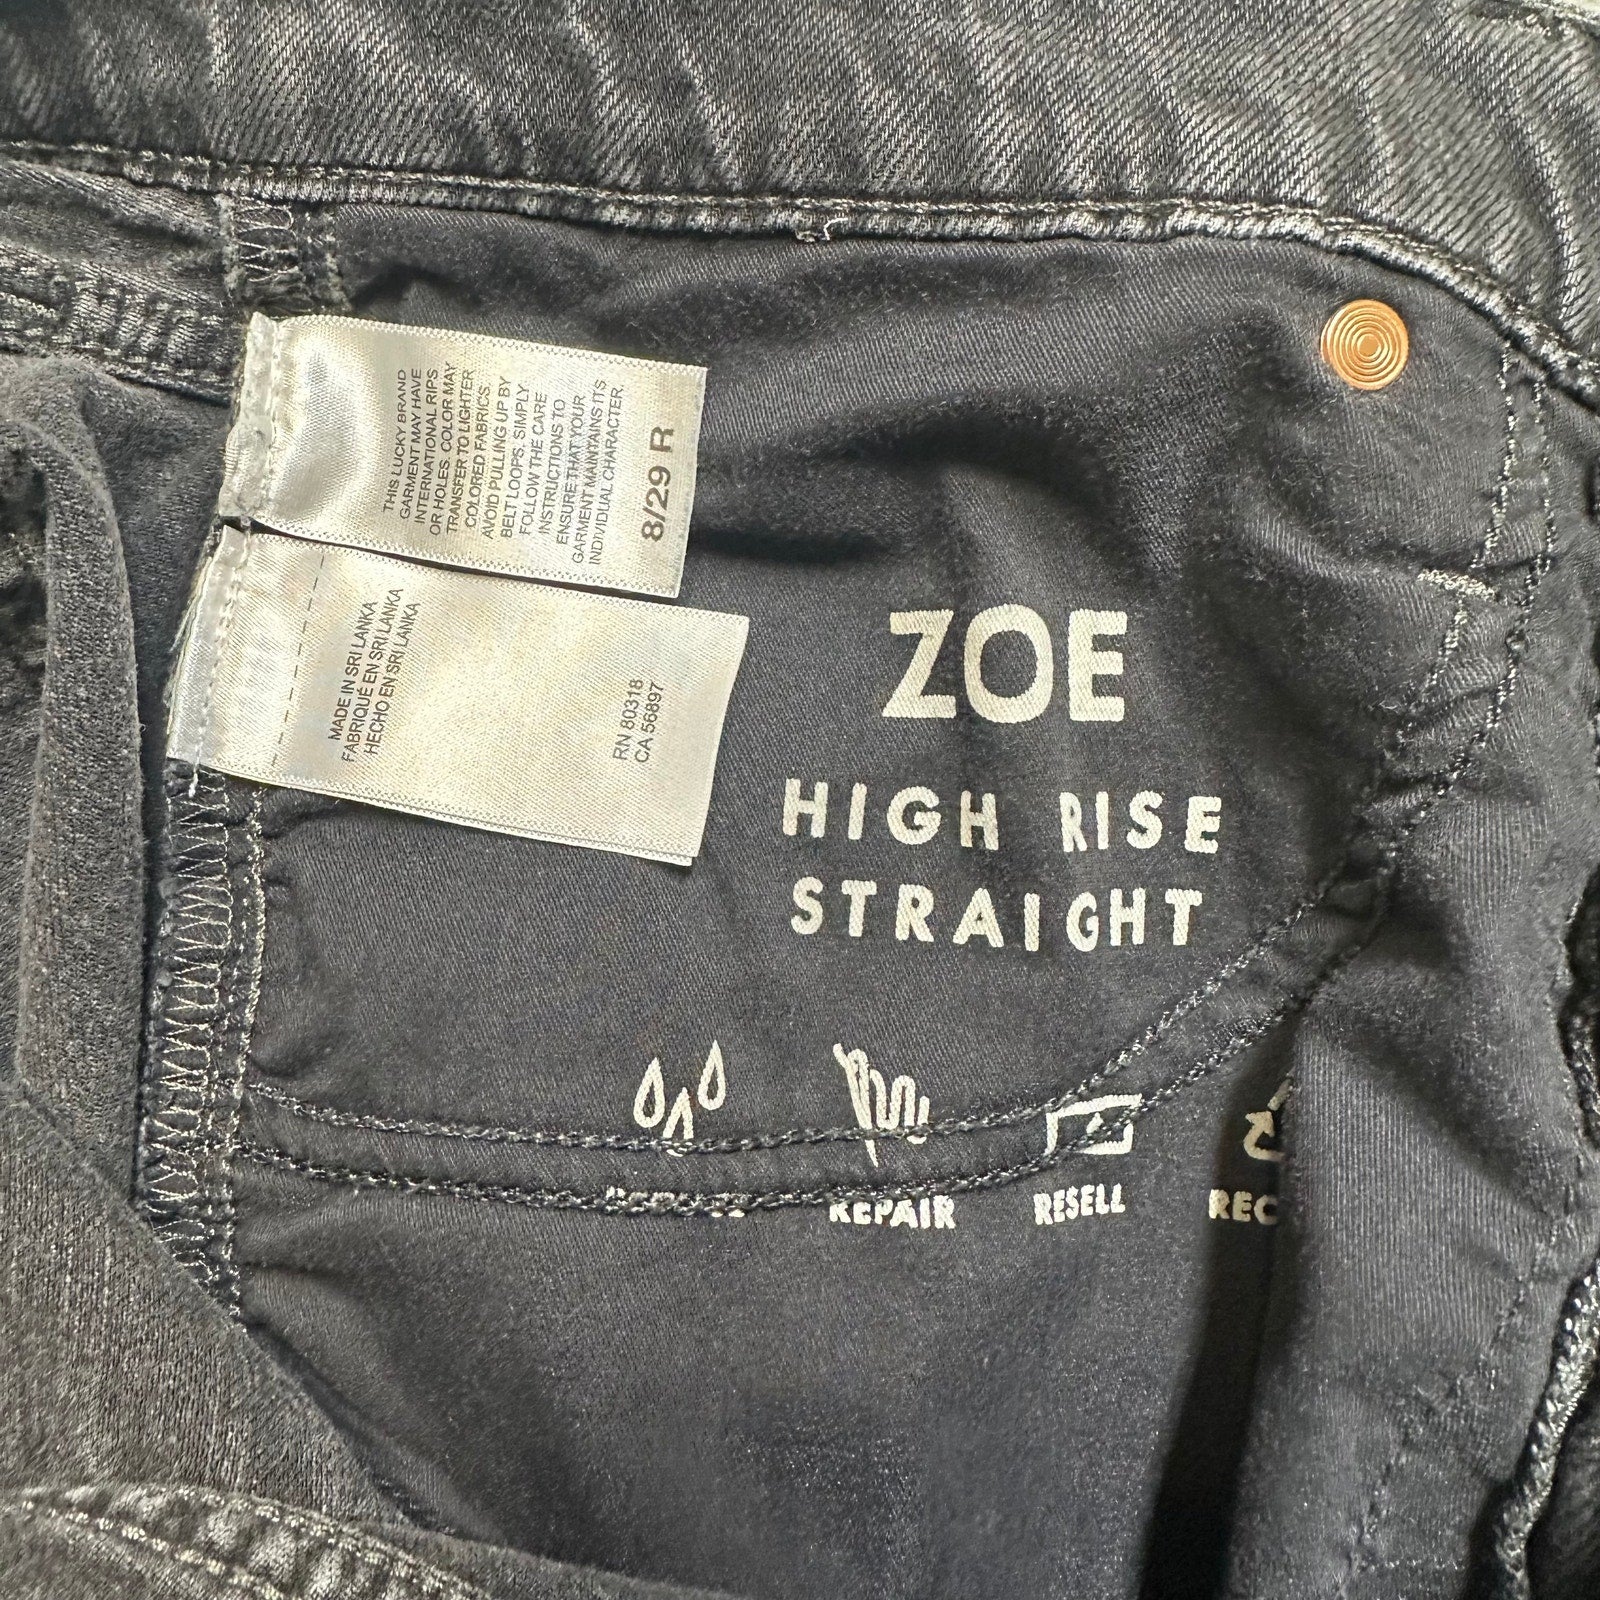 THIS LUCKY BRAND
GARMENT MAY HAVE
INTERNATIONAL RIPS
OR HOLES. COLOR MAY
TRANSFER TO LIGHTER
COLORED FABRICS.
AVOID PULLING UP BY
BELT LOOPS, SIMPLY
FOLLOW THE CARE
INSTRUCTIONS TO
ENSURE THAT YOUR
GARMENT MAINTAINS ITS
INDIVIDUAL CHARACTER.
8/29 R
MADE IN SRI LANKA
FABRIQUÉ EN SRI LANKA
HECHO EN SRI LANKA
RN 80318
CA 56897
ZOE
HIGH RISE
STRAIGHT
REPAIR
RESELL
REC